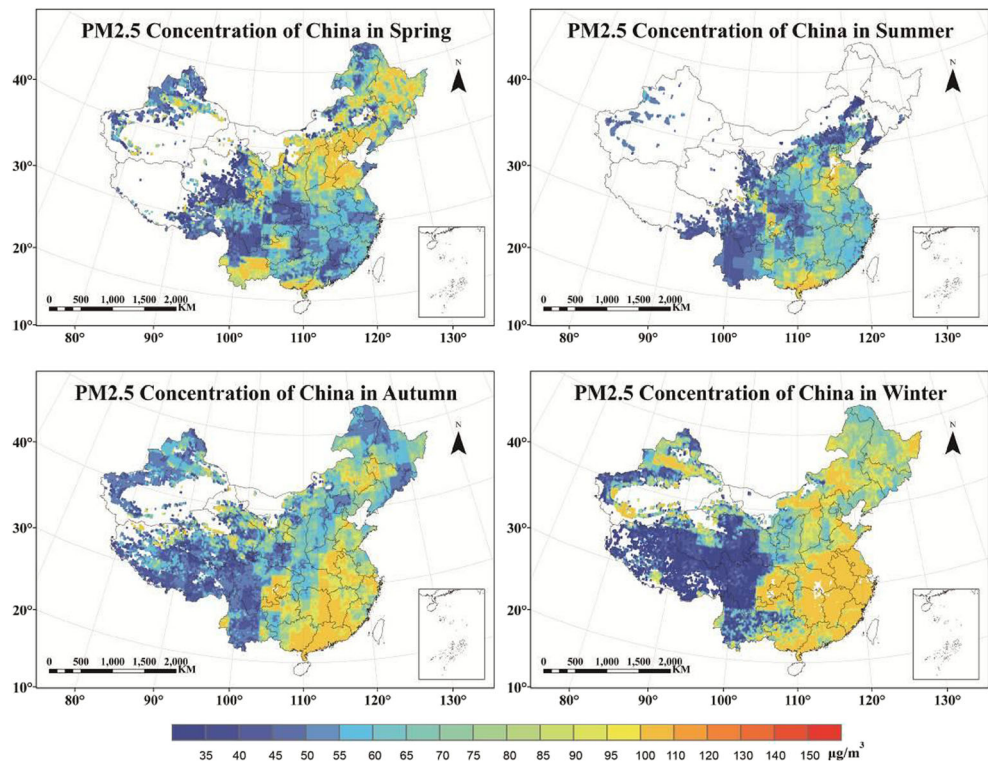 PM2.5 Concentration of China in Spring
N
40°
30°
20°
10°
0 500 1,000 1,500 2,000
KM
80° 90° 100° 110° 120° 130°
PM2.5 Concentration of China in Summer
N
40°
30°
20°
10°
0 500 1,000 1,500 2,000
KM
80° 90° 100° 110° 120° 130°
PM2.5 Concentration of China in Autumn
N
40°
30°
20°
10°
0 500 1,000 1,500 2,000
KM
80° 90° 100° 110° 120° 130°
PM2.5 Concentration of China in Winter
N
40°
30°
20°
10°
0 500 1,000 1,500 2,000
KM
80° 90° 100° 110° 120° 130°
35 40 45 50 55 60 65 70 75 80 85 90 95 100 110 120 130 140 150 μg/m³